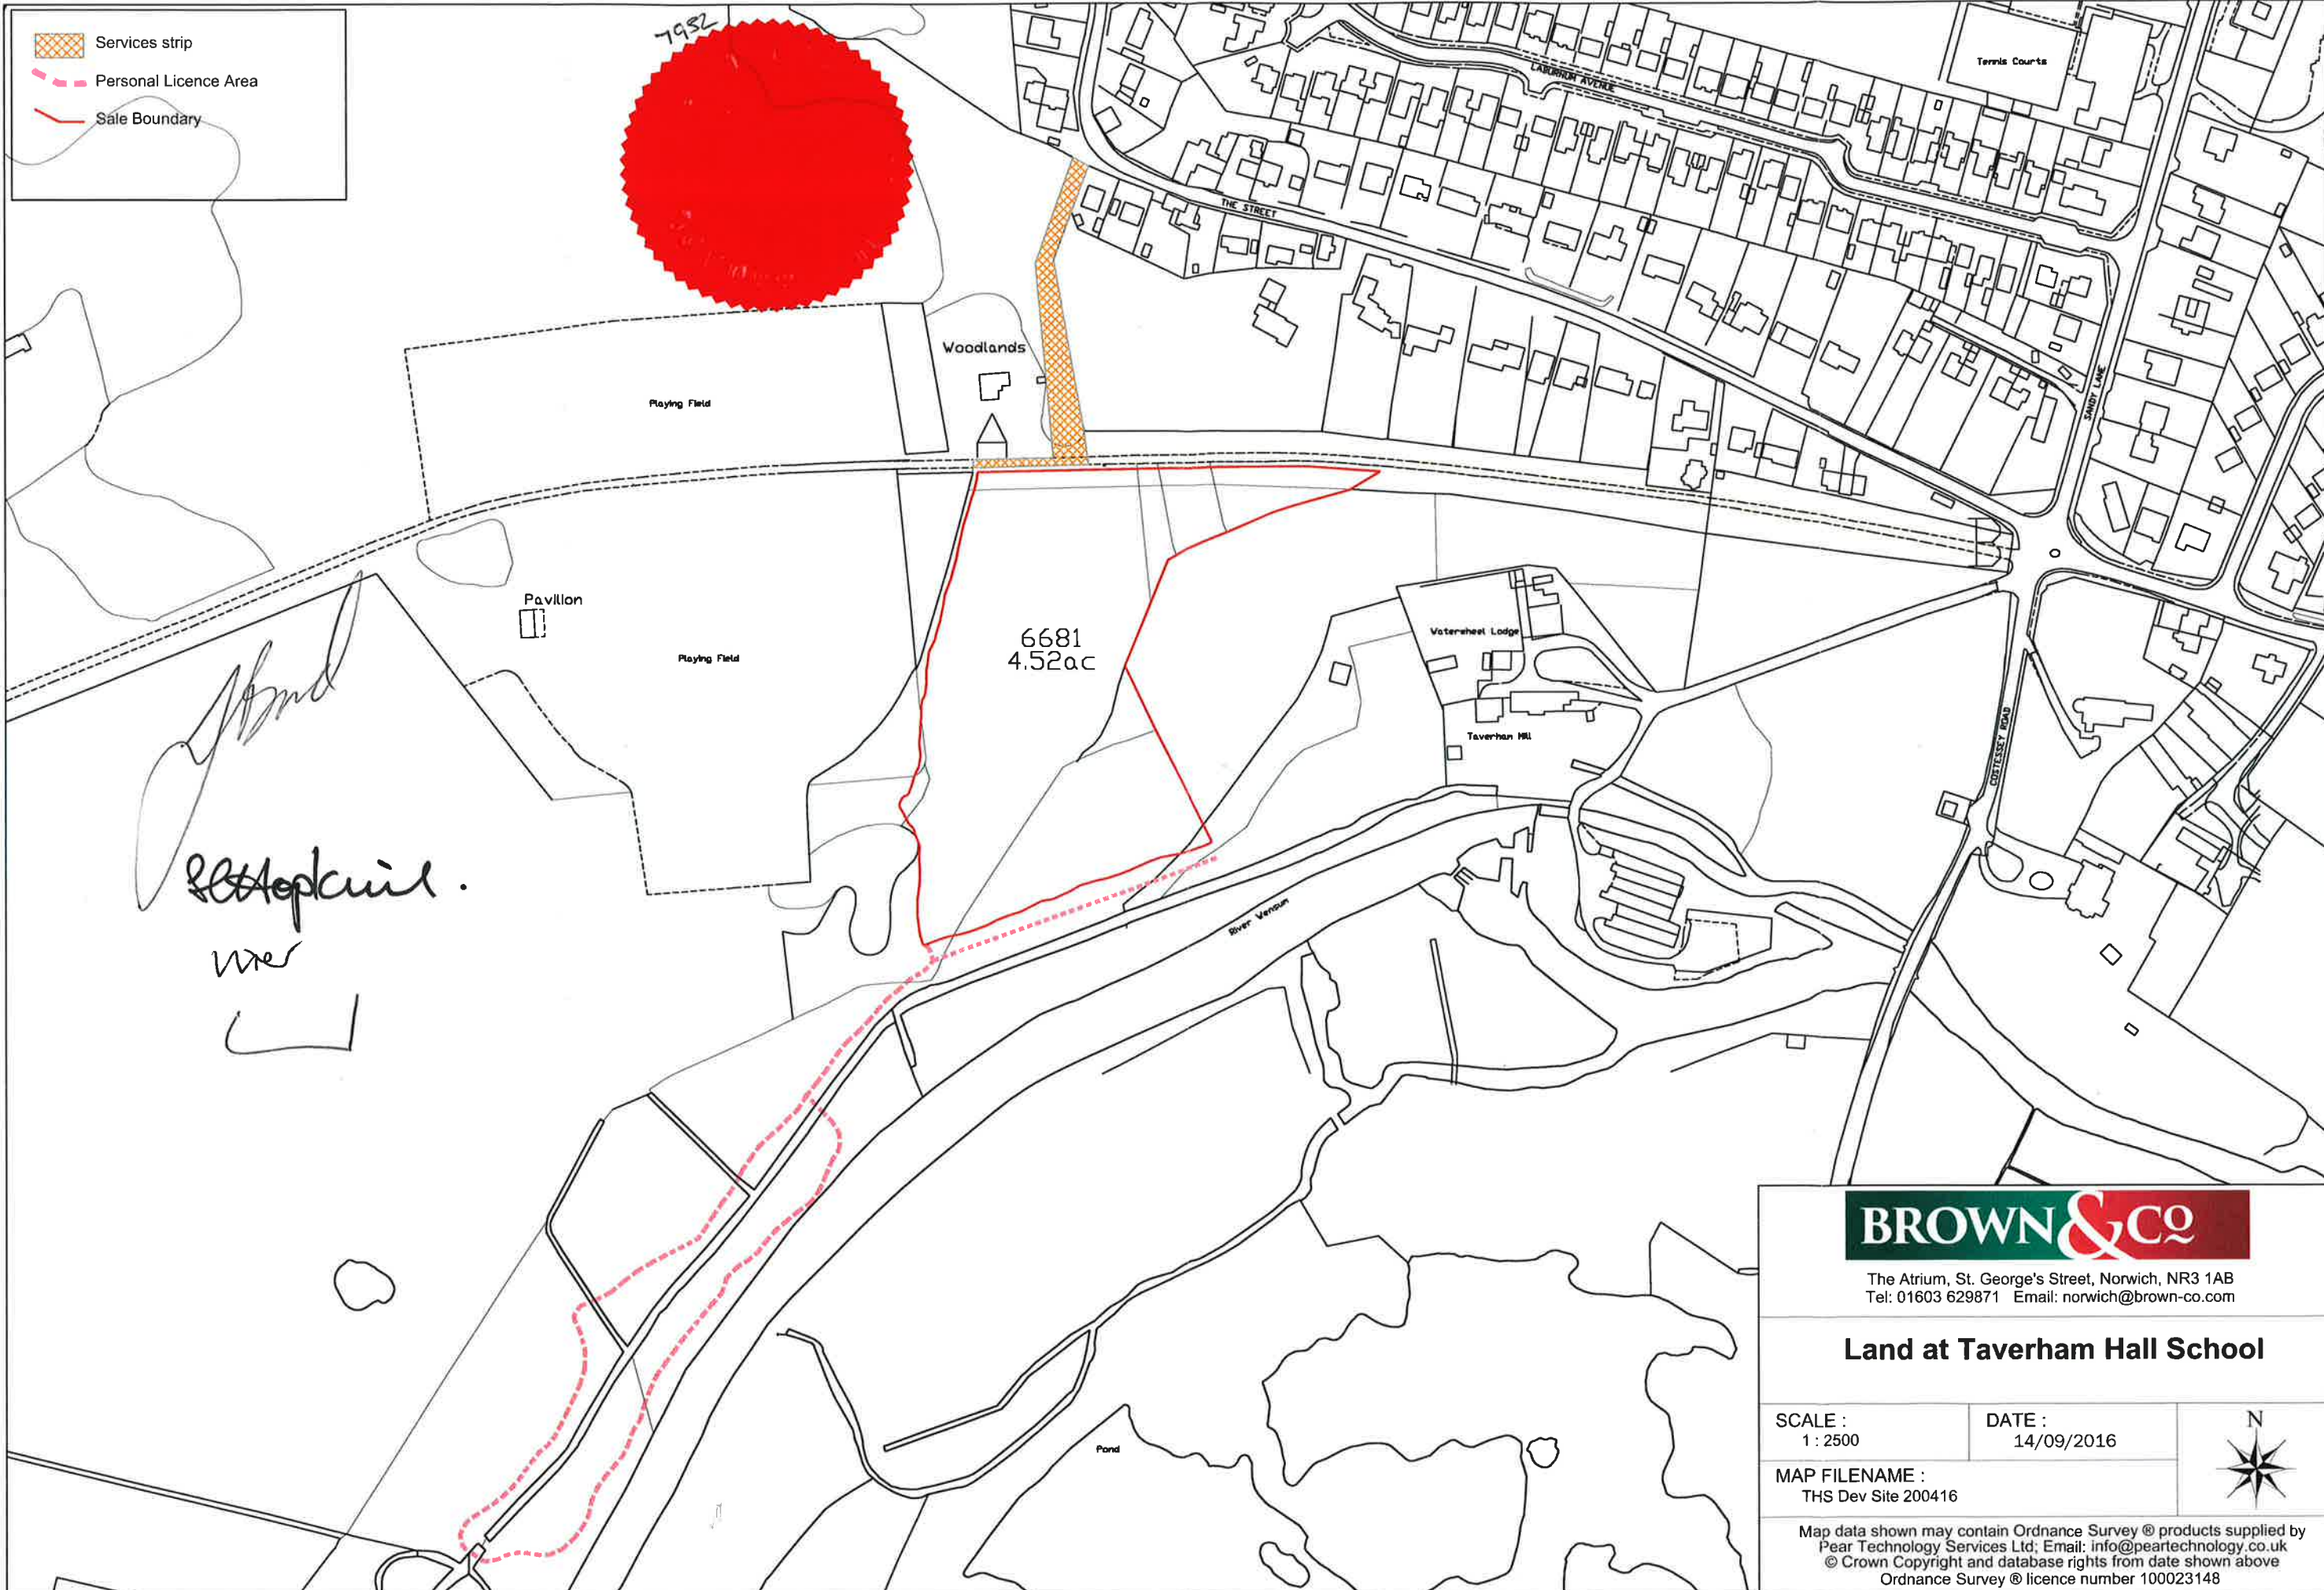 Services strip
Personal Licence Area
Sale Boundary
7932
Tennis Courts
LABURNUM AVENUE
THE STREET
SANDY LANE
Woodlands
Playing Field
Pavilion
Playing Field
6681
4.52ac
Waterwheel Lodge
Taverham Mill
COSTESSEY ROAD
River Wensum
Pond
BROWN&CO
The Atrium, St. George's Street, Norwich, NR3 1AB
Tel: 01603 629871 Email: norwich@brown-co.com
Land at Taverham Hall School
SCALE :
1 : 2500
DATE :
14/09/2016
N
MAP FILENAME :
THS Dev Site 200416
Map data shown may contain Ordnance Survey ® products supplied by
Pear Technology Services Ltd; Email: info@peartechnology.co.uk
© Crown Copyright and database rights from date shown above
Ordnance Survey ® licence number 100023148